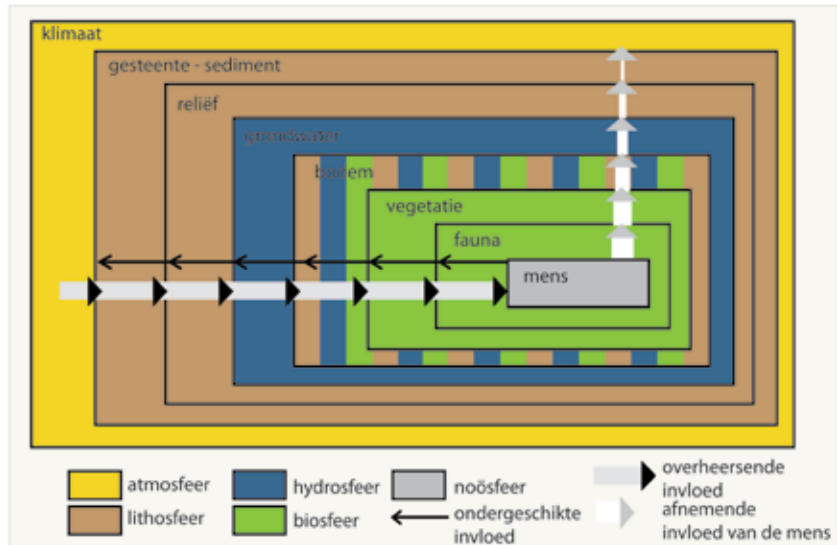 klimaat
gesteente - sediment
reliëf
grondwater
bodem
vegetatie
fauna
mens
atmosfeer
hydrosfeer
noösfeer
overheersende
invloed
lithosfeer
biosfeer
ondergeschikte
invloed
afnemende
invloed van de mens